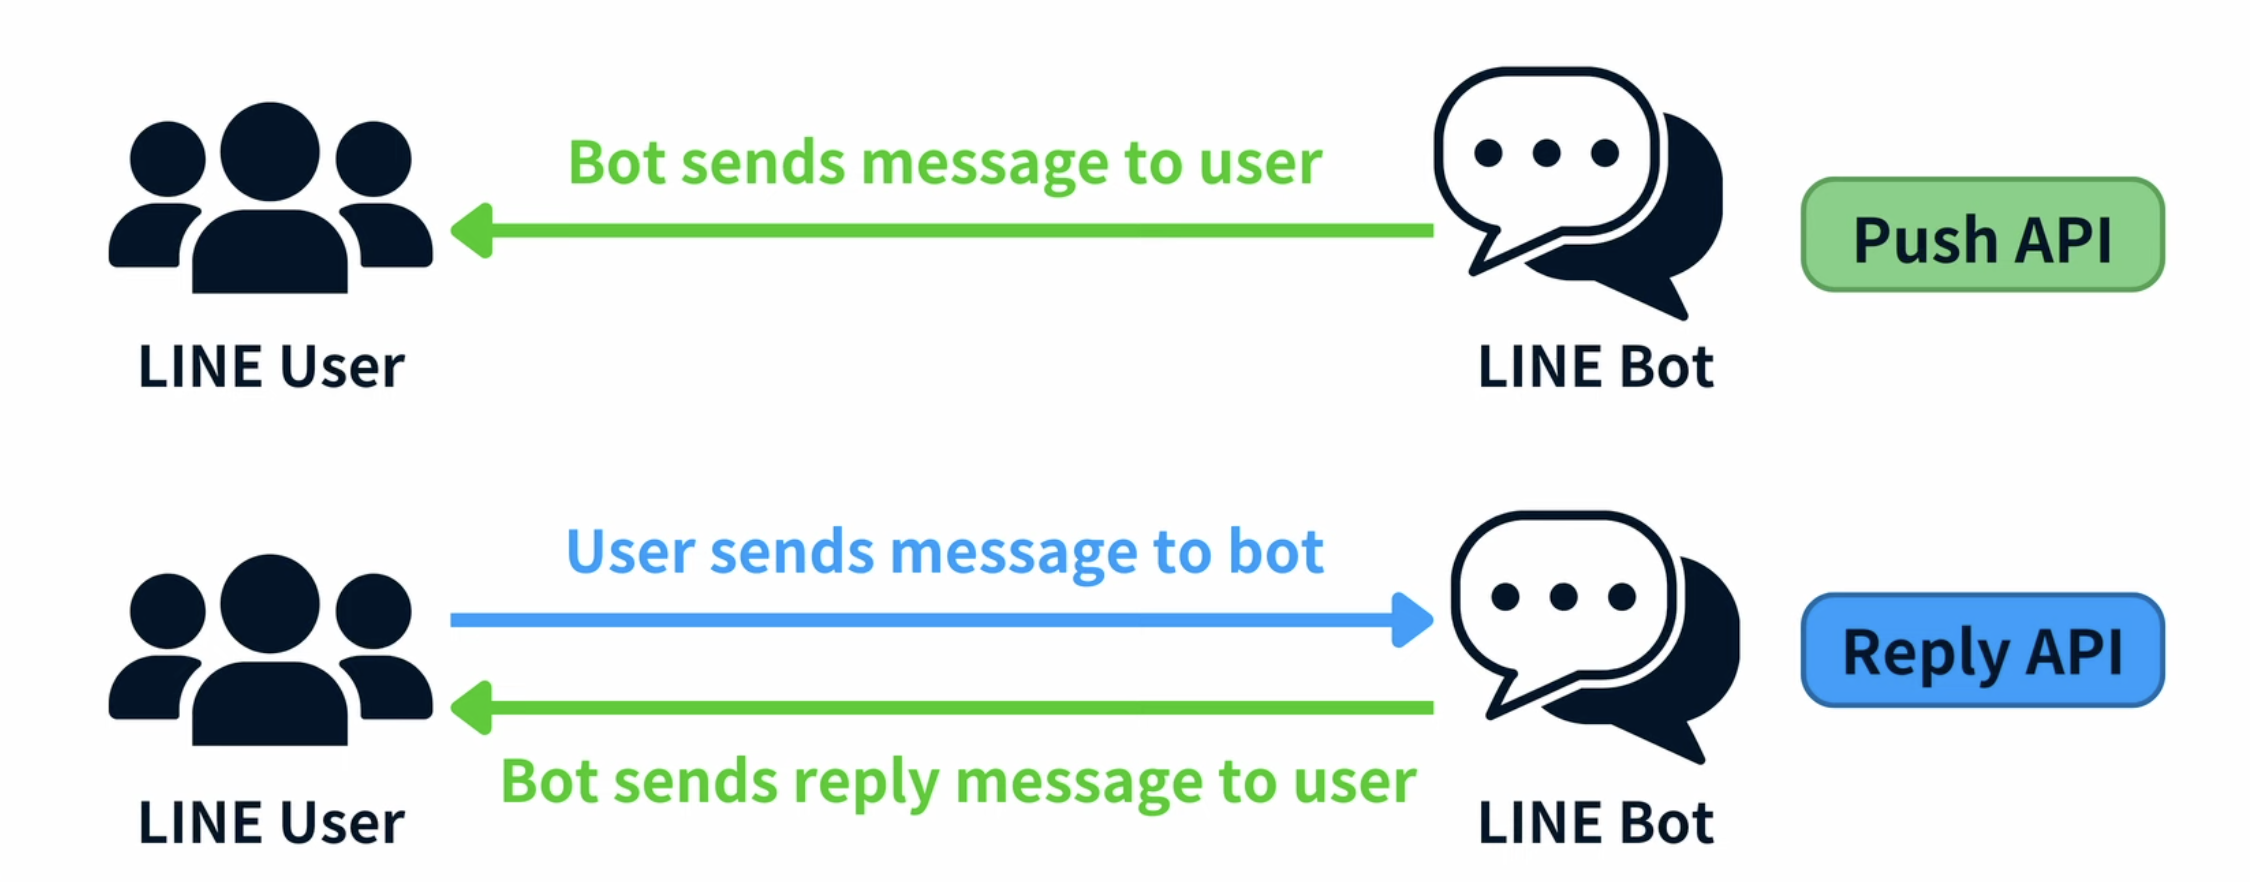 Bot sends message to user
Push API
LINE User
LINE Bot
User sends message to bot
Reply API
Bot sends reply message to user
LINE User
LINE Bot